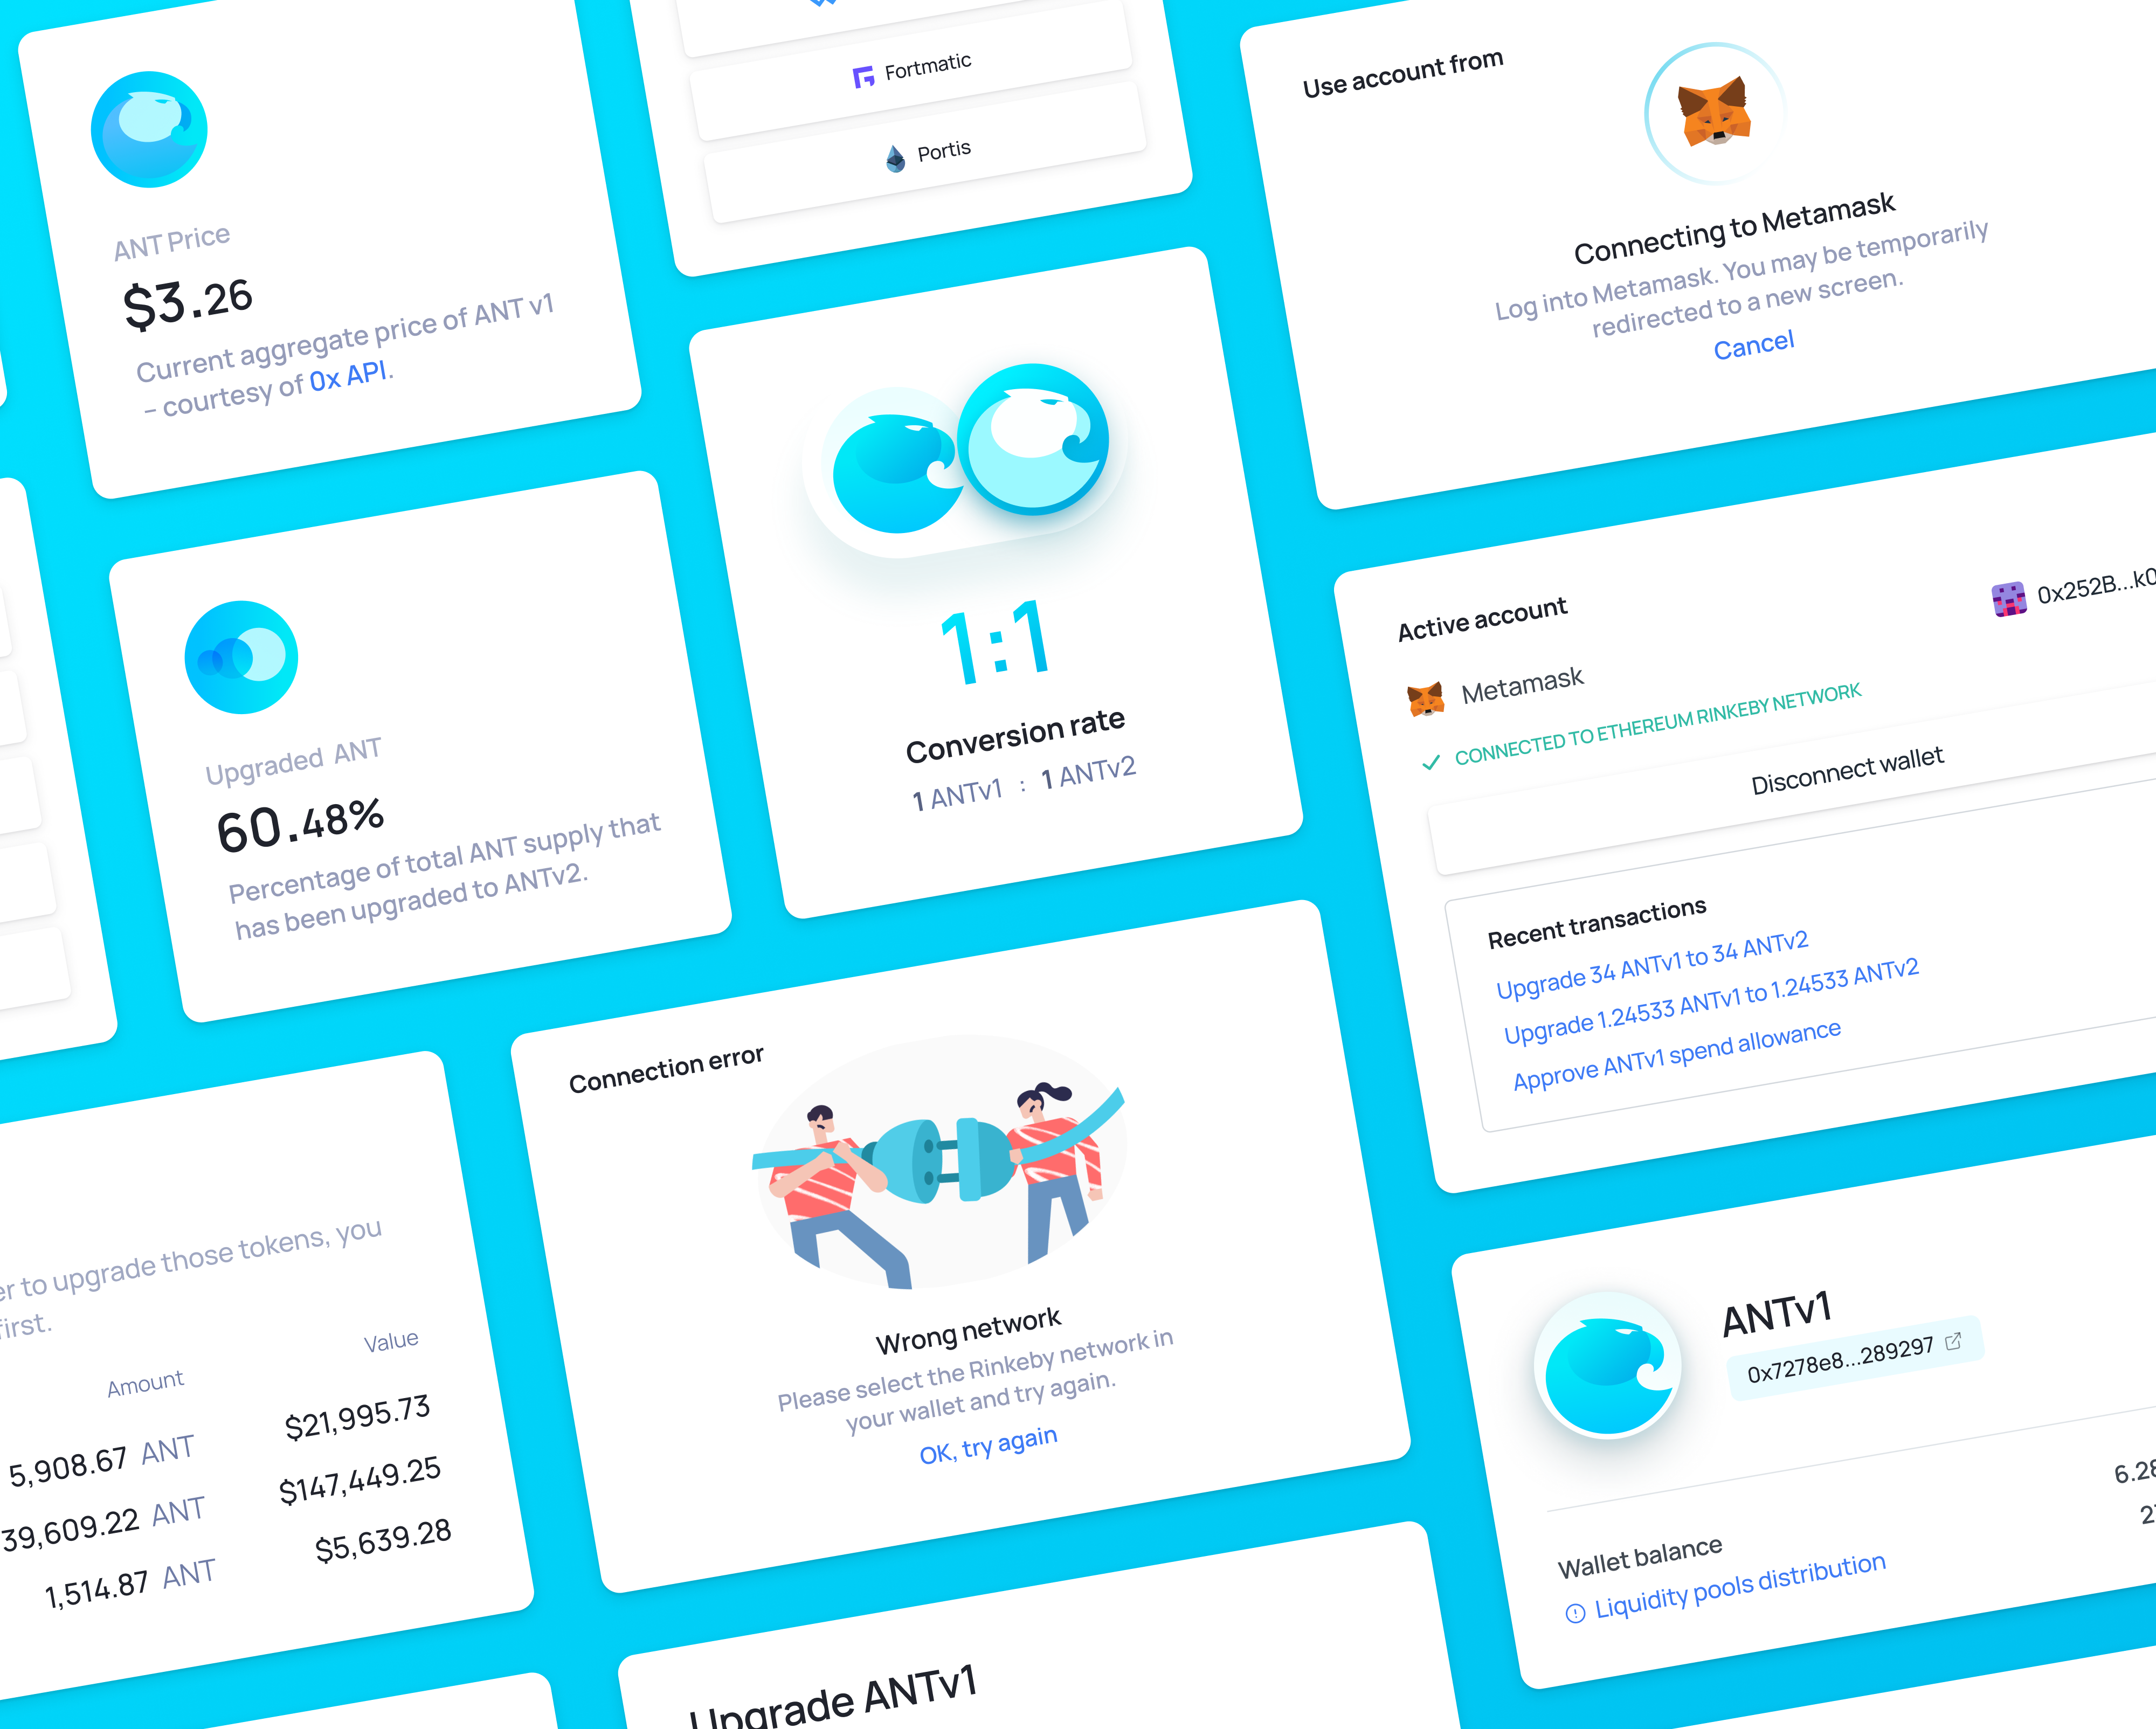 ANT Price
$3.26
Current aggregate price of ANT v1
– courtesy of 0x API.
Fortmatic
Portis
Use account from
Connecting to Metamask
Log into Metamask. You may be temporarily
redirected to a new screen.
Cancel
Upgraded ANT
60.48%
Percentage of total ANT supply that
has been upgraded to ANTv2.
1:1
Conversion rate
1 ANTv1 : 1 ANTv2
Active account
0x252B...k0
Metamask
CONNECTED TO ETHEREUM RINKEBY NETWORK
Disconnect wallet
Recent transactions
Upgrade 34 ANTv1 to 34 ANTv2
Upgrade 1.24533 ANTv1 to 1.24533 ANTv2
Approve ANTv1 spend allowance
to upgrade those tokens, you
first.
Amount Value
5,908.67 ANT $21,995.73
39,609.22 ANT $147,449.25
1,514.87 ANT $5,639.28
Connection error
Wrong network
Please select the Rinkeby network in
your wallet and try again.
OK, try again
ANTv1
0x7278e8...289297
6.28
Wallet balance
Liquidity pools distribution
Upgrade ANTv1